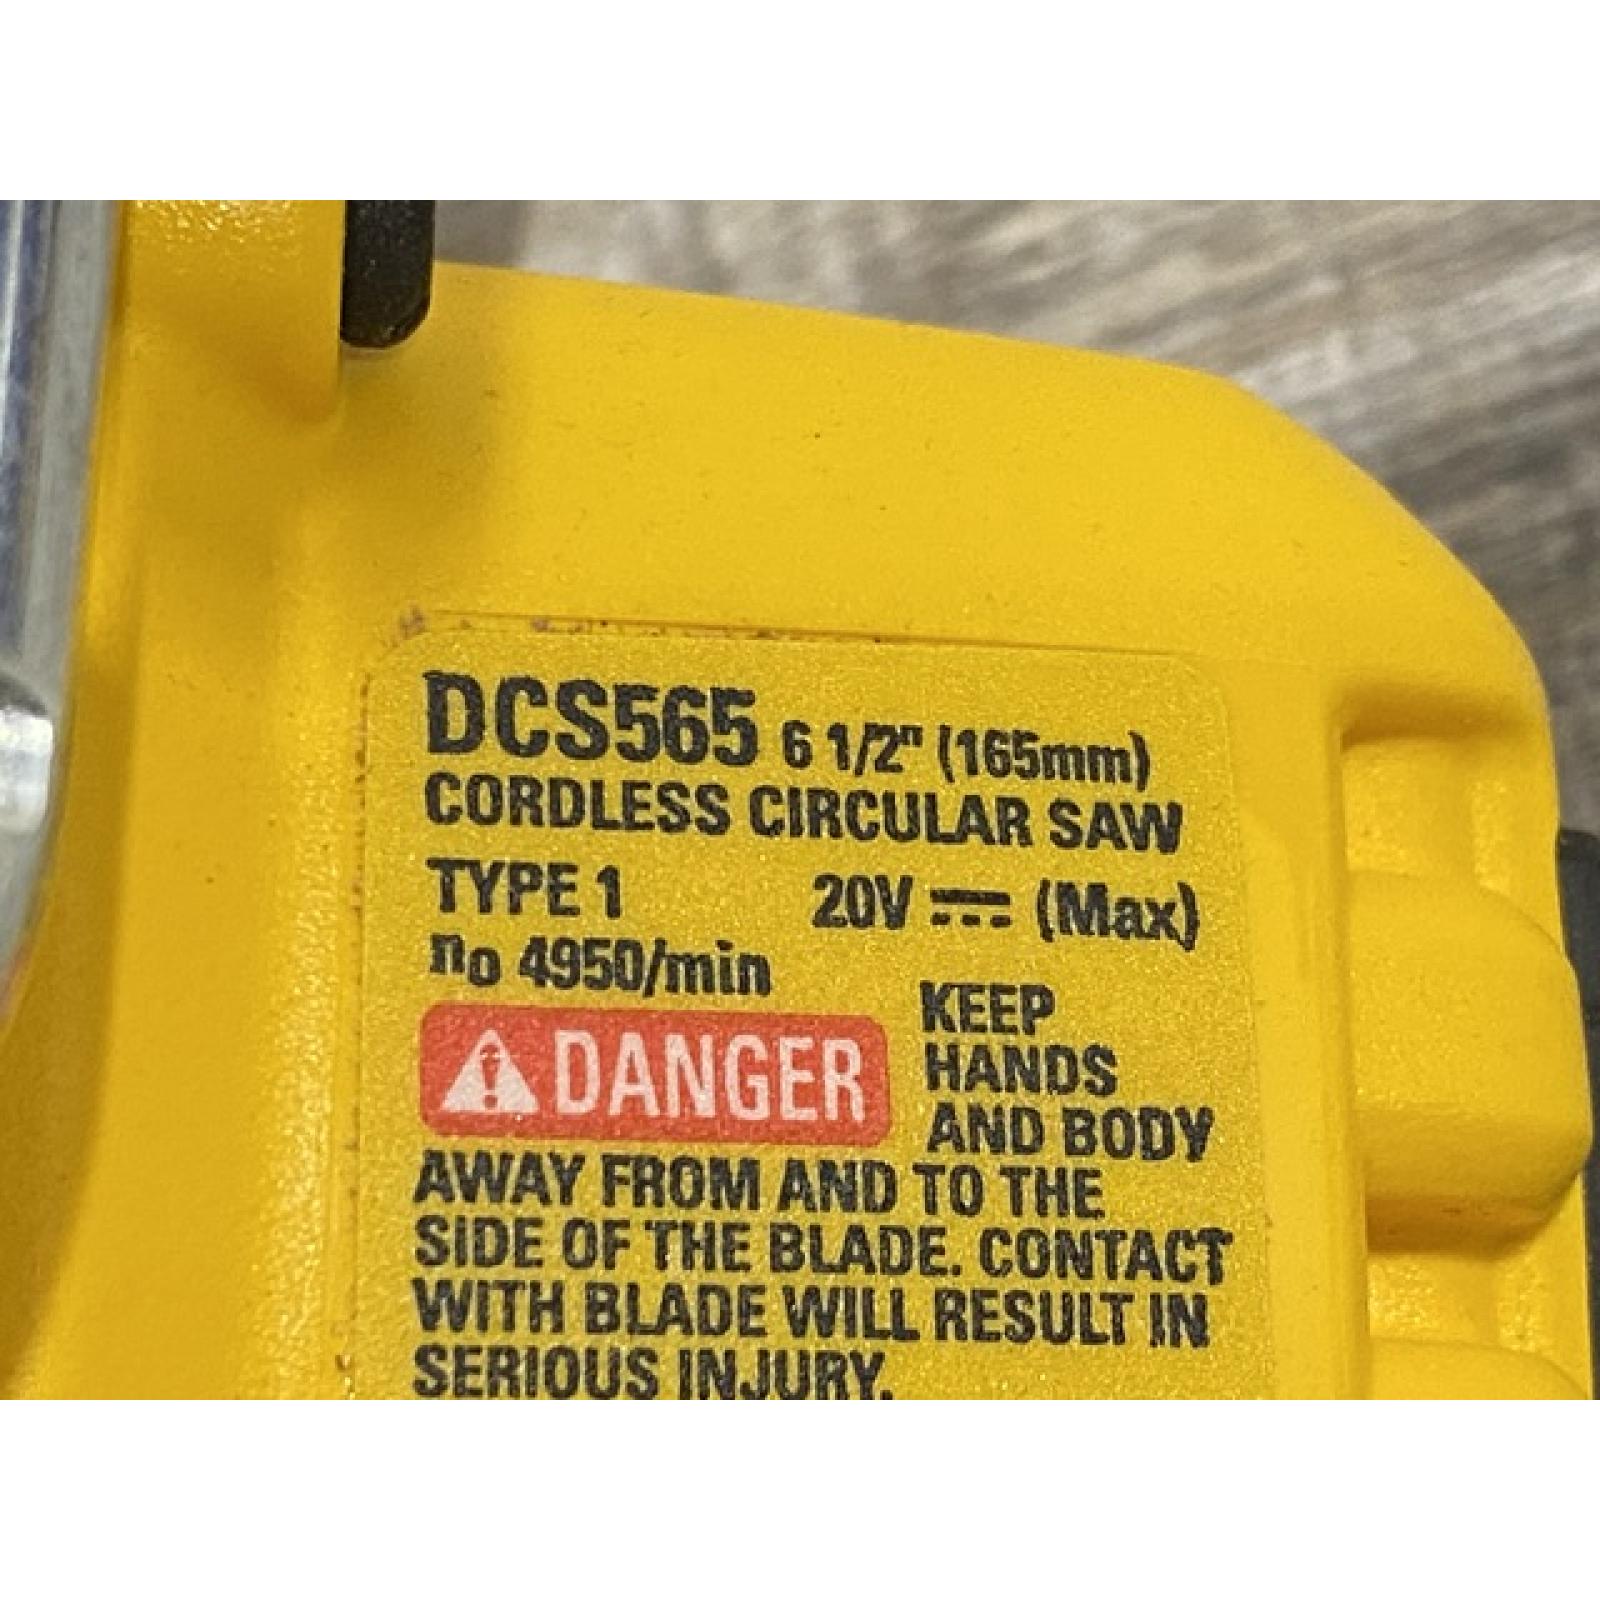 DCS565 6 1/2" (165mm)
CORDLESS CIRCULAR SAW
TYPE 1 20V ⎓ (Max)
no 4950/min
DANGER KEEP
HANDS
AND BODY
AWAY FROM AND TO THE
SIDE OF THE BLADE. CONTACT
WITH BLADE WILL RESULT IN
SERIOUS INJURY.